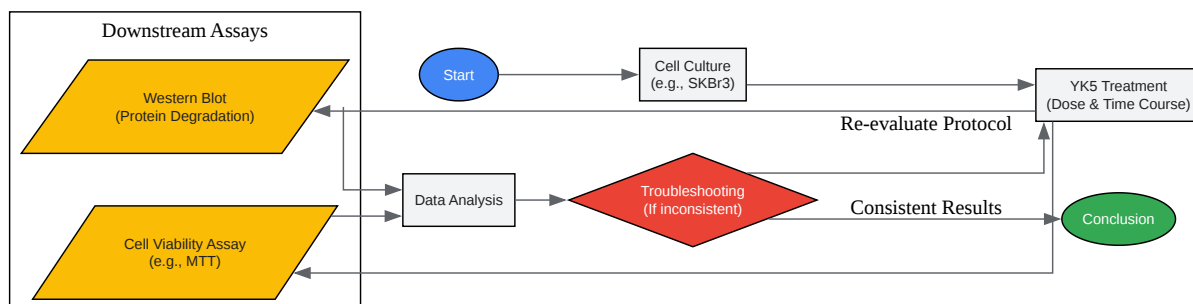 Downstream Assays
Western Blot
(Protein Degradation)
Cell Viability Assay
(e.g., MTT)
Start
Cell Culture
(e.g., SKBr3)
YK5 Treatment
(Dose & Time Course)
Re-evaluate Protocol
Data Analysis
Troubleshooting
(If inconsistent)
Consistent Results
Conclusion